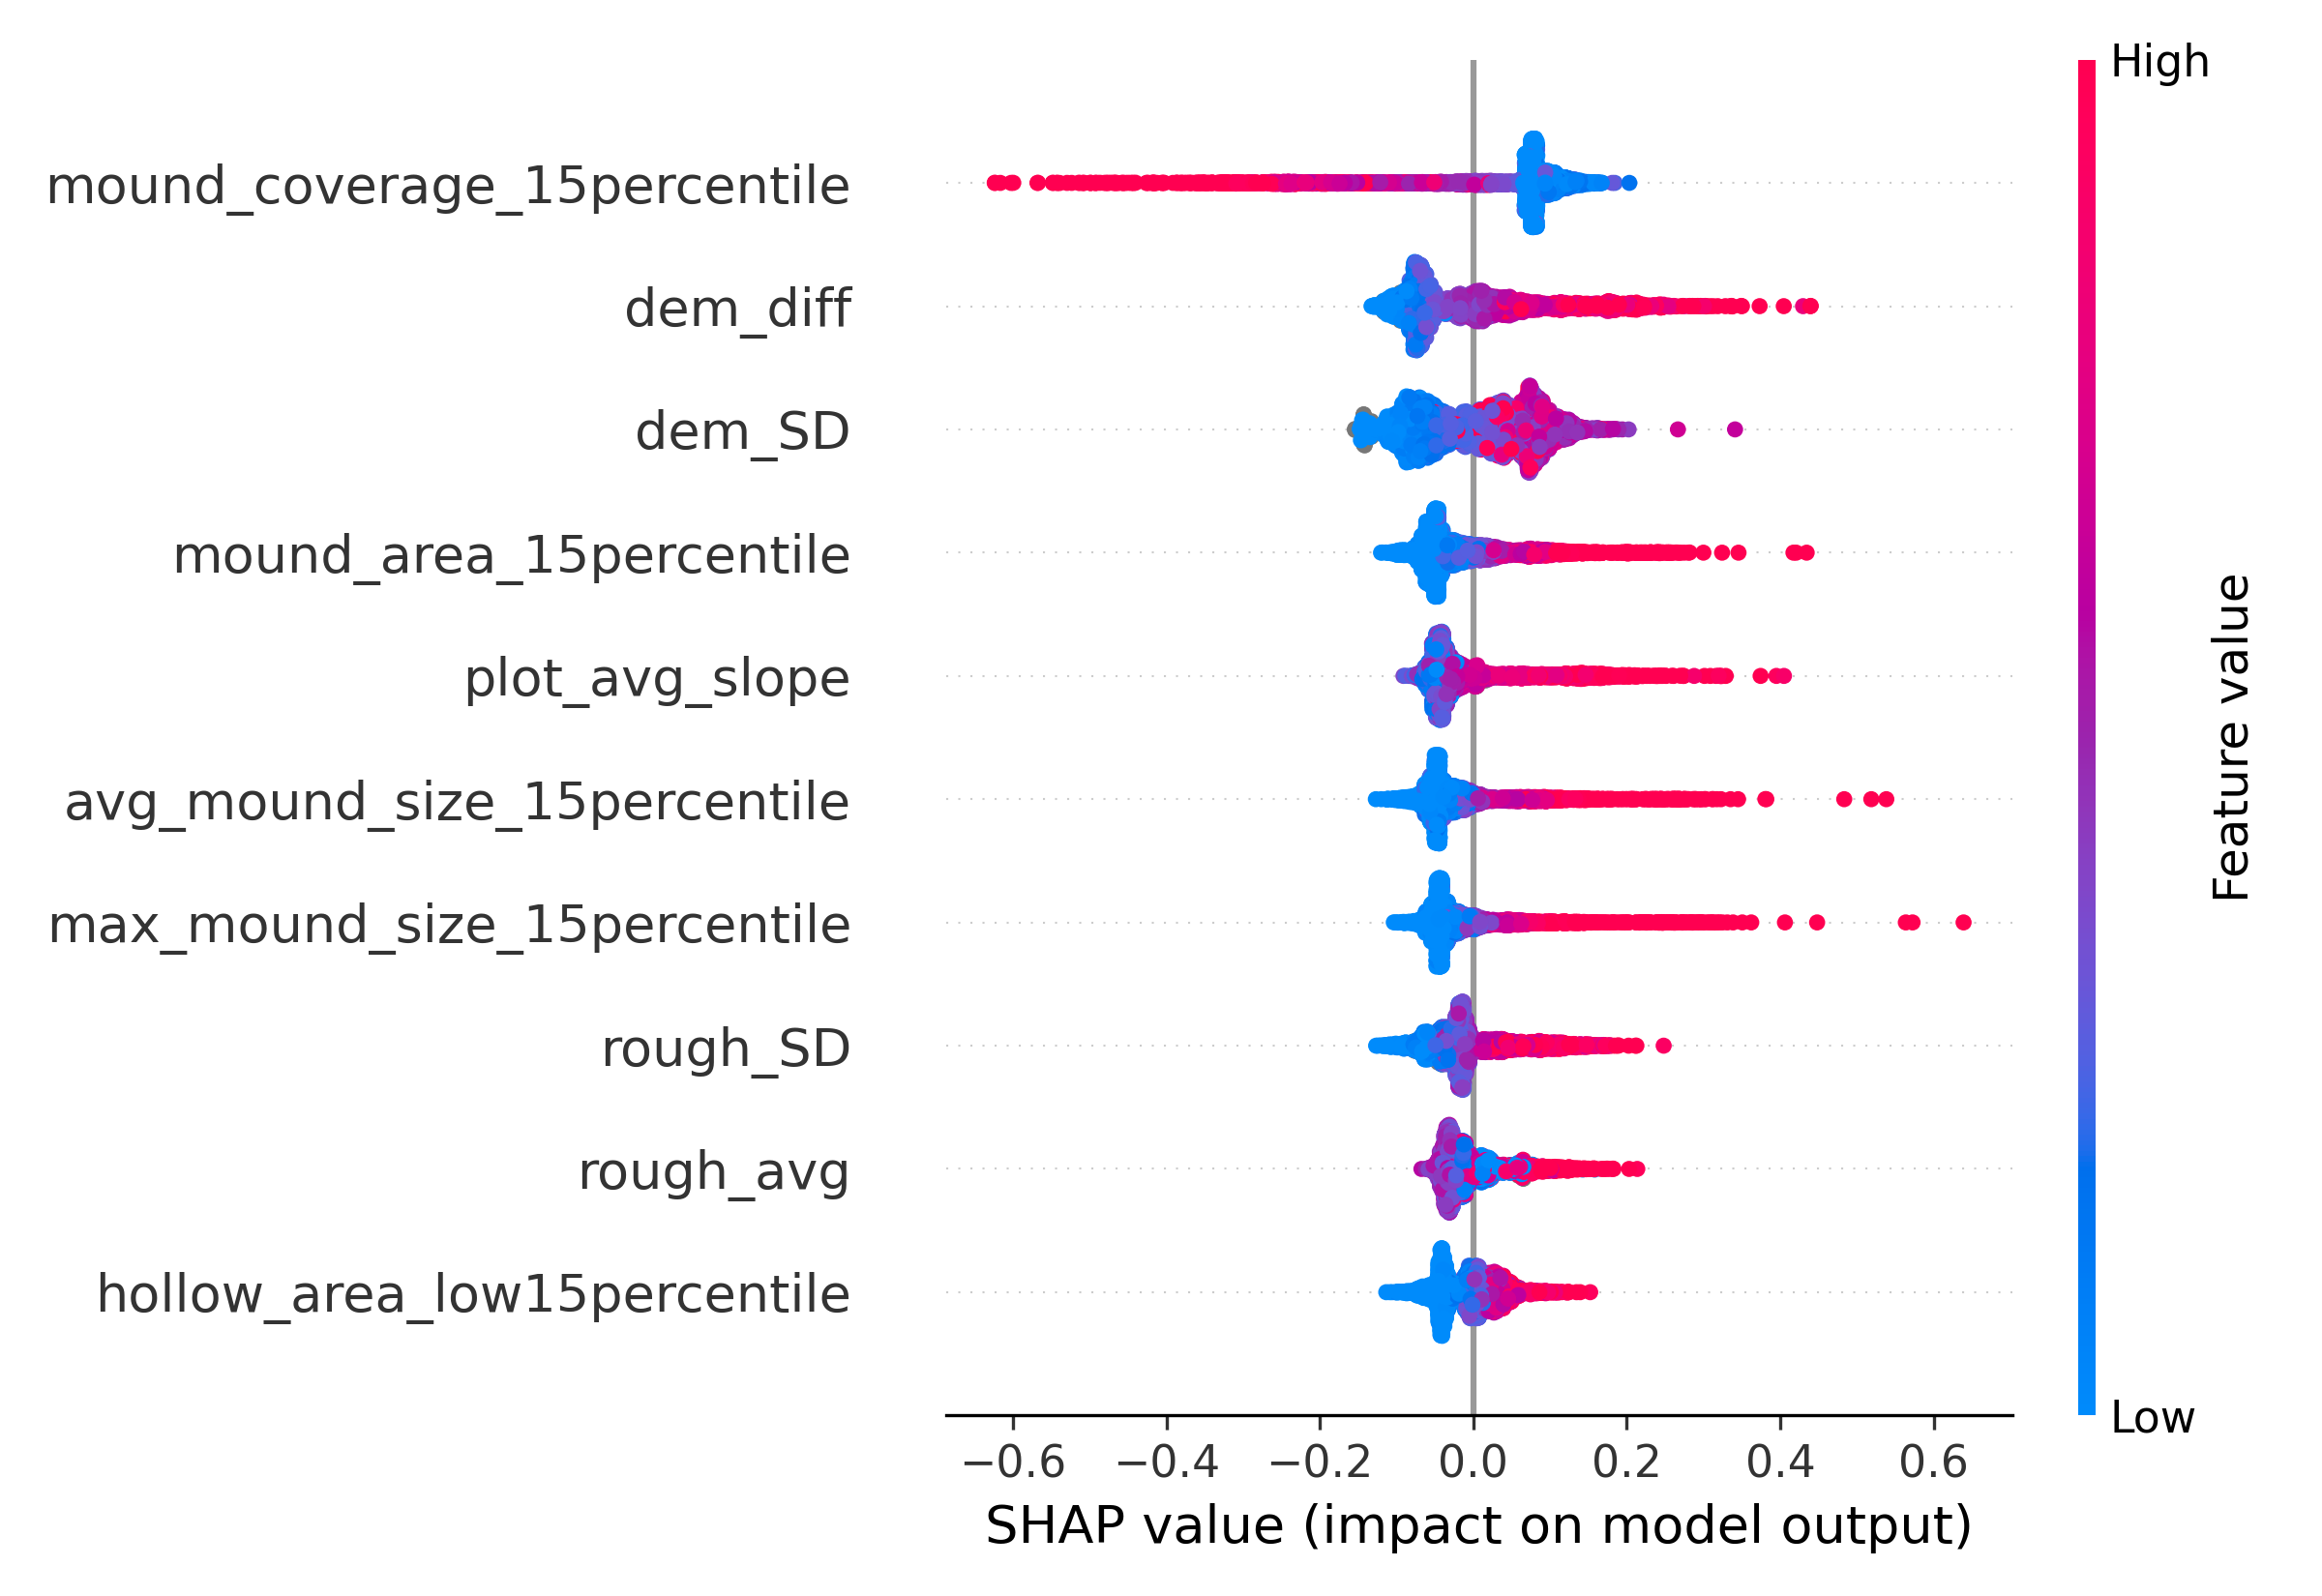 High
mound_coverage_15percentile
dem_diff
dem_SD
mound_area_15percentile
plot_avg_slope
avg_mound_size_15percentile
max_mound_size_15percentile
rough_SD
rough_avg
hollow_area_low15percentile
Feature value
Low
−0.6 −0.4 −0.2 0.0 0.2 0.4 0.6
SHAP value (impact on model output)